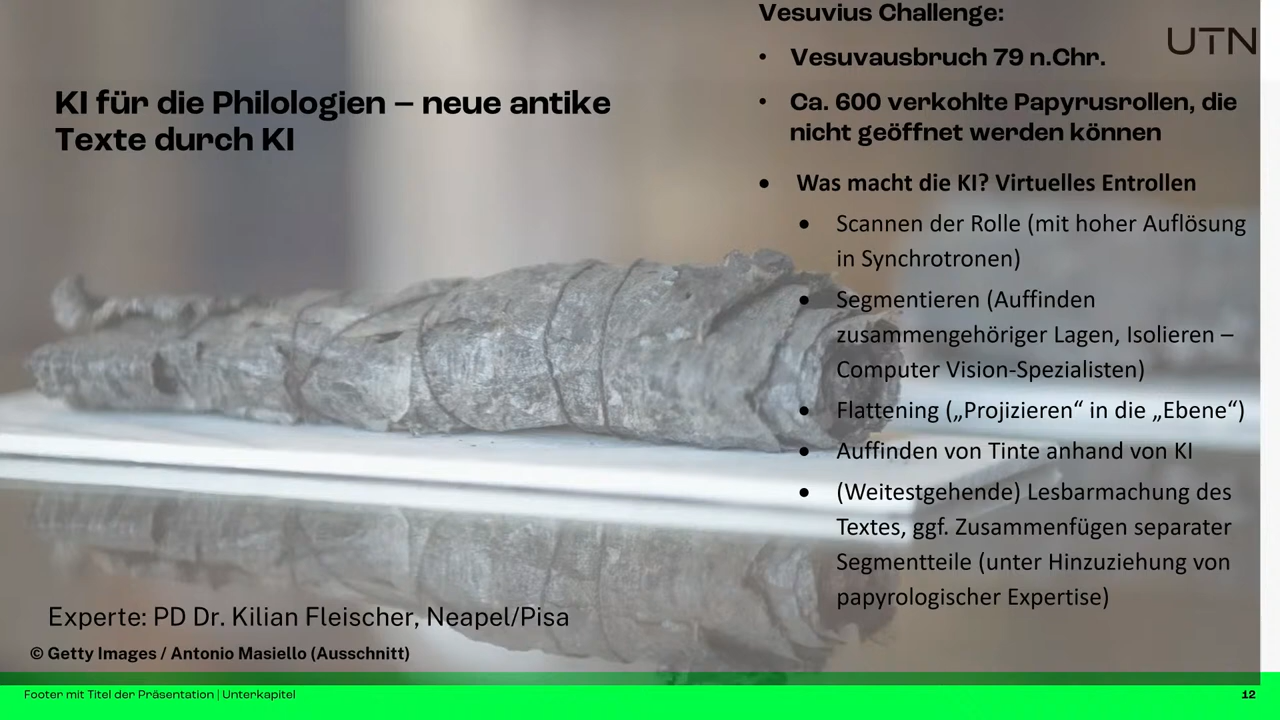 KI für die Philologien – neue antike
Texte durch KI
Vesuvius Challenge:
UTN
• Vesuvausbruch 79 n.Chr.
• Ca. 600 verkohlte Papyrusrollen, die
nicht geöffnet werden können
• Was macht die KI? Virtuelles Entrollen
• Scannen der Rolle (mit hoher Auflösung
in Synchrotronen)
• Segmentieren (Auffinden
zusammengehöriger Lagen, Isolieren –
Computer Vision-Spezialisten)
• Flattening („Projizieren“ in die „Ebene“)
• Auffinden von Tinte anhand von KI
• (Weitestgehende) Lesbarmachung des
Textes, ggf. Zusammenfügen separater
Segmentteile (unter Hinzuziehung von
papyrologischer Expertise)
Experte: PD Dr. Kilian Fleischer, Neapel/Pisa
© Getty Images / Antonio Masiello (Ausschnitt)
Footer mit Titel der Präsentation | Unterkapitel
12